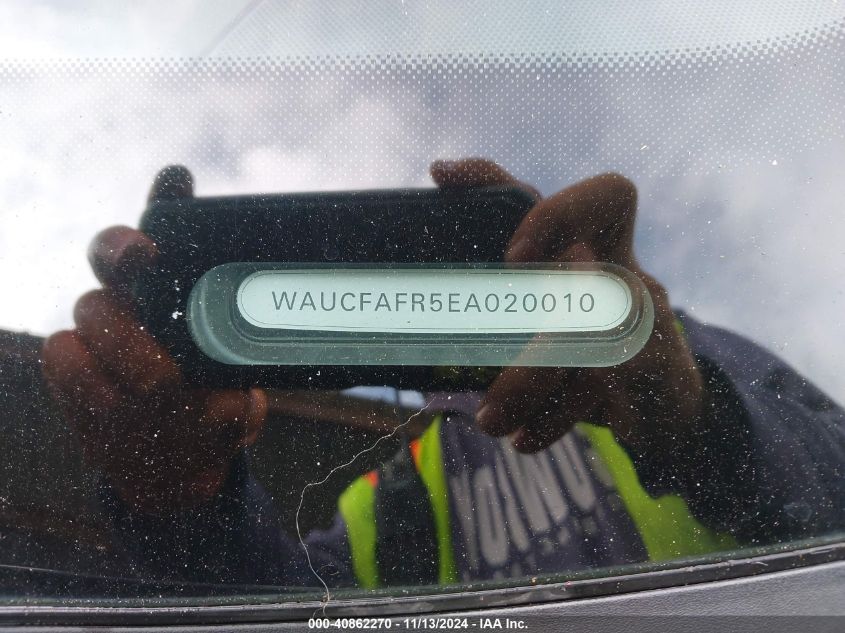 WAUCFAFR5EA020010
000-40862270 - 11/13/2024 - IAA Inc.